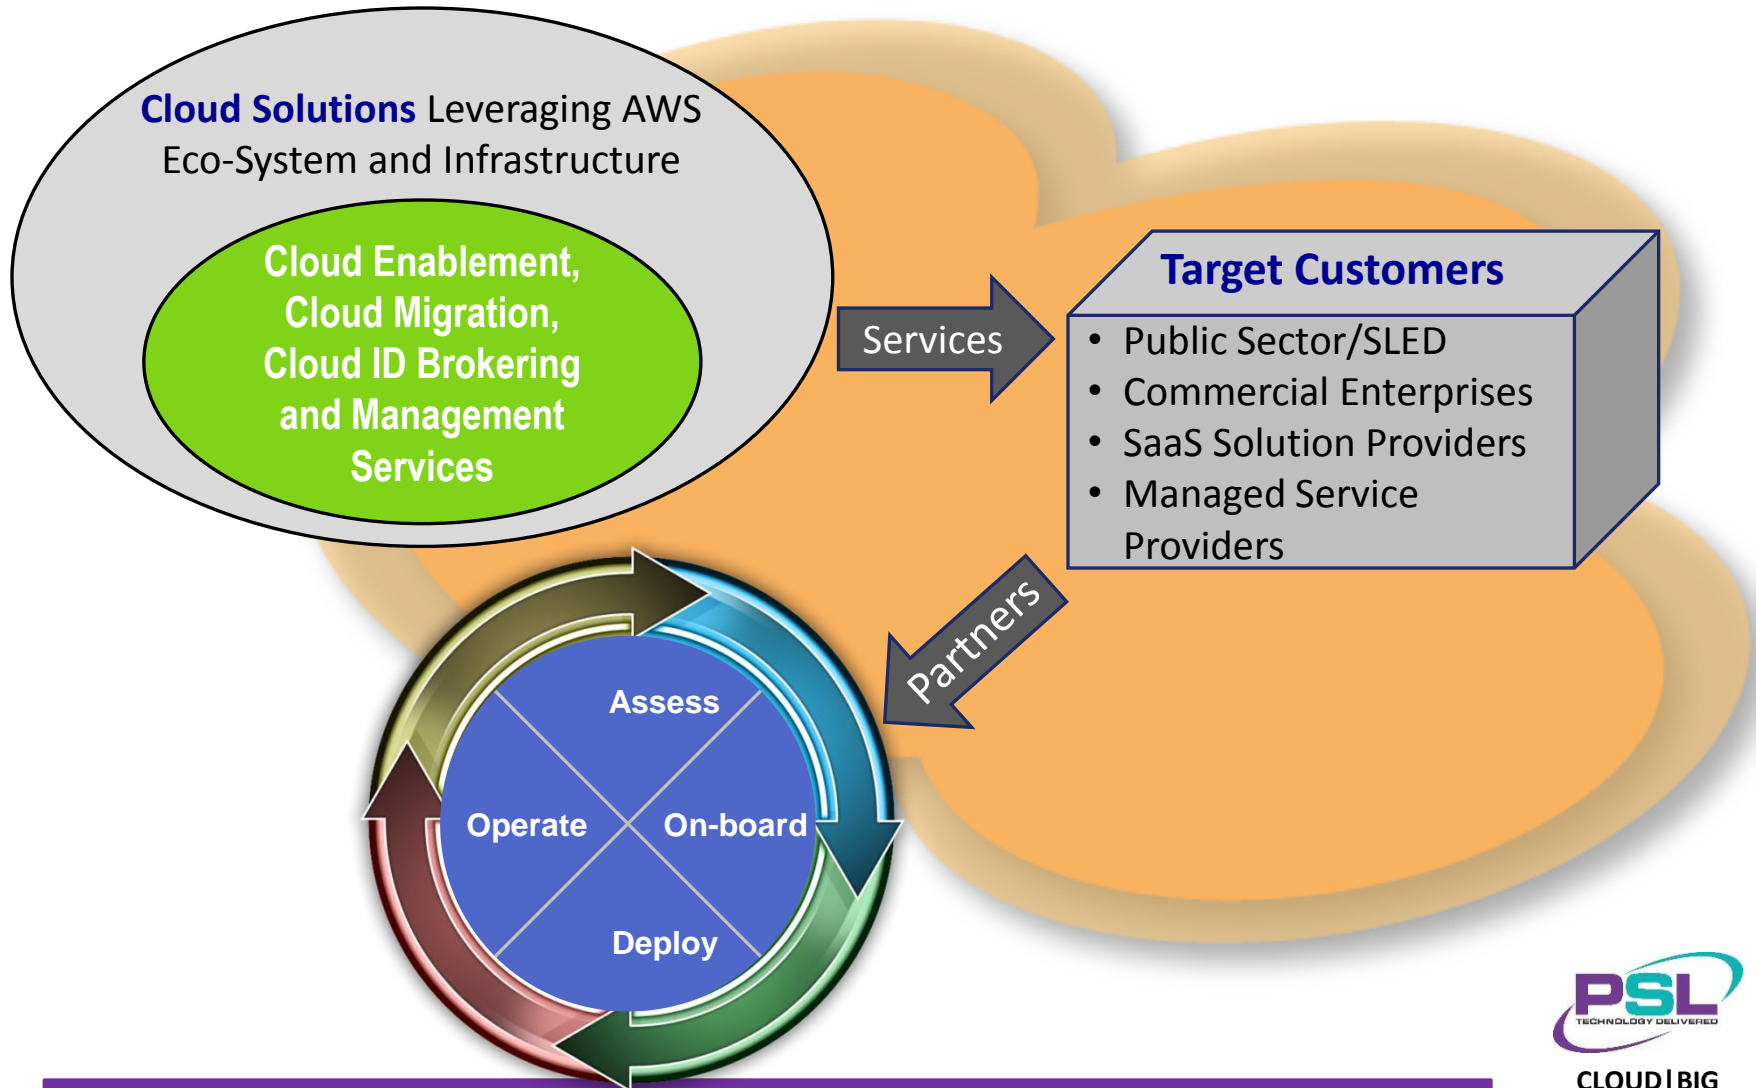 Cloud Solutions Leveraging AWS
Eco-System and Infrastructure
Cloud Enablement,
Cloud Migration,
Cloud ID Brokering
and Management
Services
Services
Target Customers
• Public Sector/SLED
• Commercial Enterprises
• SaaS Solution Providers
• Managed Service
Providers
Partners
Assess
Operate
On-board
Deploy
PSL
TECHNOLOGY DELIVERED
CLOUD|BIG